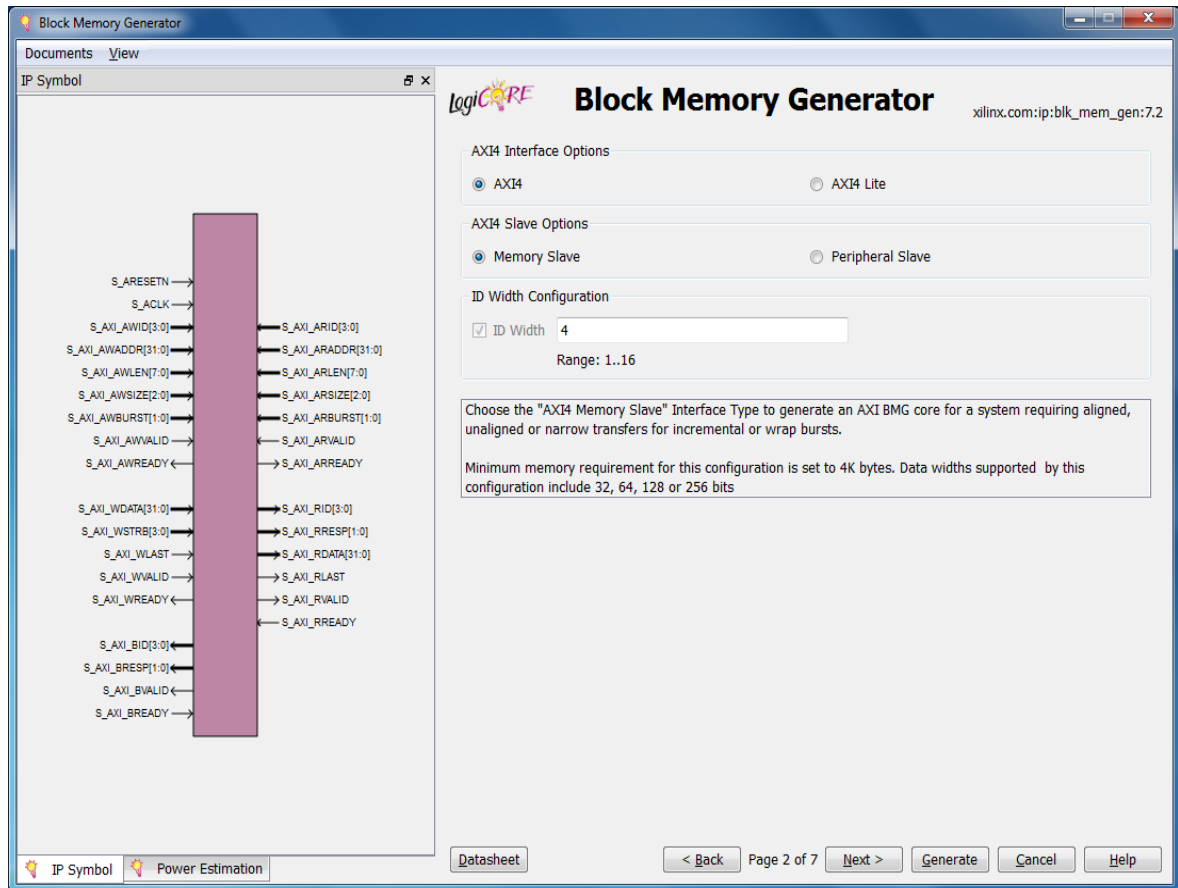 Block Memory Generator
Documents View
IP Symbol
S_ARESETN
S_ACLK
S_AXI_AWID[3:0]
S_AXI_AWADDR[31:0]
S_AXI_AWLEN[7:0]
S_AXI_AWSIZE[2:0]
S_AXI_AWBURST[1:0]
S_AXI_AWVALID
S_AXI_AWREADY
S_AXI_WDATA[31:0]
S_AXI_WSTRB[3:0]
S_AXI_WLAST
S_AXI_WVALID
S_AXI_WREADY
S_AXI_BID[3:0]
S_AXI_BRESP[1:0]
S_AXI_BVALID
S_AXI_BREADY
S_AXI_ARID[3:0]
S_AXI_ARADDR[31:0]
S_AXI_ARLEN[7:0]
S_AXI_ARSIZE[2:0]
S_AXI_ARBURST[1:0]
S_AXI_ARVALID
S_AXI_ARREADY
S_AXI_RID[3:0]
S_AXI_RRESP[1:0]
S_AXI_RDATA[31:0]
S_AXI_RLAST
S_AXI_RVALID
S_AXI_RREADY
IP Symbol Power Estimation
LogiCORE
Block Memory Generator
xilinx.com:ip:blk_mem_gen:7.2
AXI4 Interface Options
AXI4 AXI4 Lite
AXI4 Slave Options
Memory Slave Peripheral Slave
ID Width Configuration
ID Width 4
Range: 1..16
Choose the "AXI4 Memory Slave" Interface Type to generate an AXI BMG core for a system requiring aligned,
unaligned or narrow transfers for incremental or wrap bursts.
Minimum memory requirement for this configuration is set to 4K bytes. Data widths supported by this
configuration include 32, 64, 128 or 256 bits
Datasheet < Back Page 2 of 7 Next > Generate Cancel Help